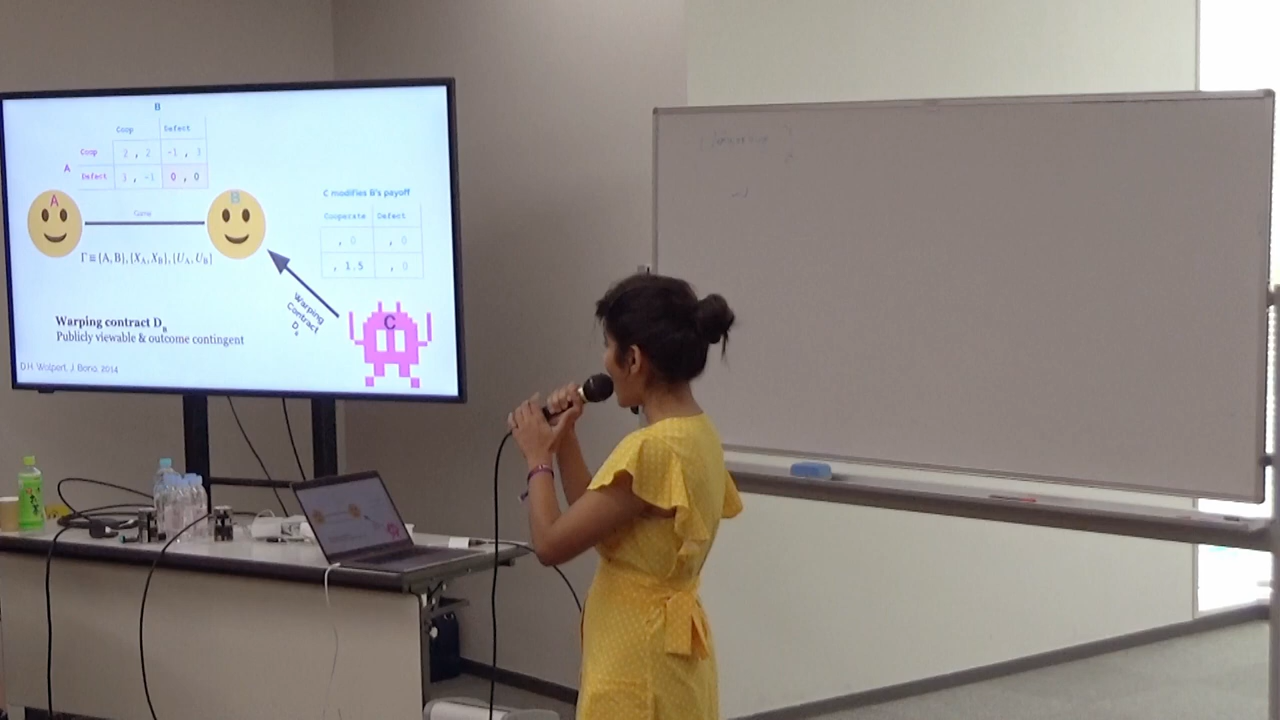 B
Coop Defect
Coop 2 , 2 -1 , 3
A
Defect 3 , -1 0 , 0
C modifies B's payoff
Cooperate Defect
, 0 , 0
, 1.5 , 0
A B
Game
Γ ≡ {A, B}, {X_A, X_B}, {U_A, U_B}
Warping
Contract
D_B
C
Warping contract D_B
Publicly viewable & outcome contingent
D.H. Wolpert, J. Bono, 2014